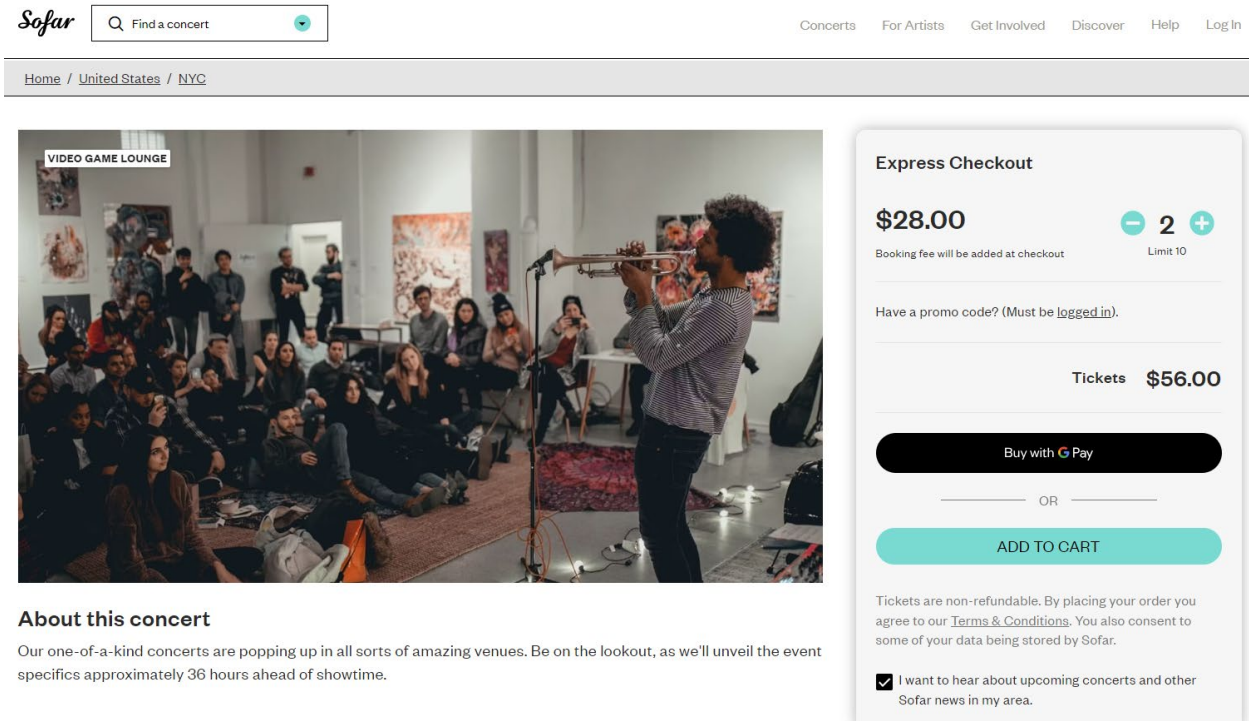 Sofar
Find a concert
Concerts For Artists Get Involved Discover Help Log In
Home / United States / NYC
VIDEO GAME LOUNGE
Express Checkout
$28.00
2
Booking fee will be added at checkout
Limit 10
Have a promo code? (Must be logged in).
Tickets $56.00
Buy with G Pay
OR
ADD TO CART
Tickets are non-refundable. By placing your order you
agree to our Terms & Conditions. You also consent to
some of your data being stored by Sofar.
I want to hear about upcoming concerts and other
Sofar news in my area.
About this concert
Our one-of-a-kind concerts are popping up in all sorts of amazing venues. Be on the lookout, as we'll unveil the event
specifics approximately 36 hours ahead of showtime.